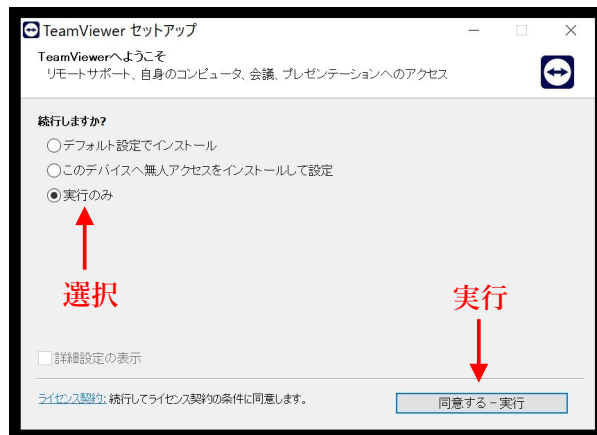 TeamViewer セットアップ
TeamViewerへようこそ
リモートサポート、自身のコンピュータ、会議、プレゼンテーションへのアクセス
続行しますか?
デフォルト設定でインストール
このデバイスへ無人アクセスをインストールして設定
実行のみ
選択
実行
詳細設定の表示
ライセンス契約: 続行してライセンス契約の条件に同意します。
同意する - 実行